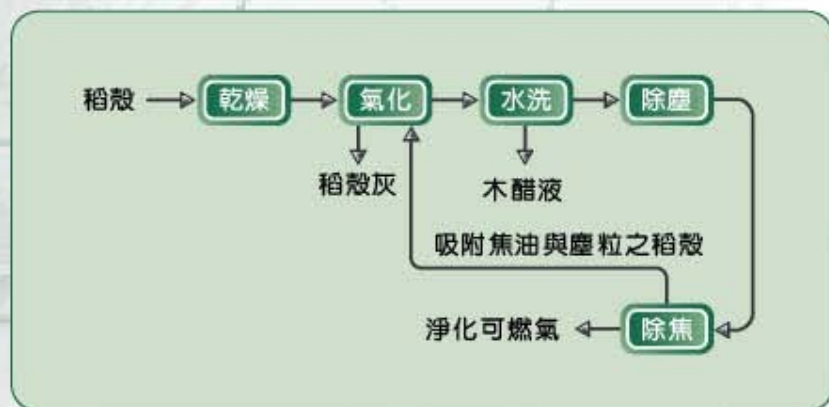 稻殼
乾燥
氣化
水洗
除塵
稻殼灰
木醋液
吸附焦油與塵粒之稻殼
淨化可燃氣
除焦